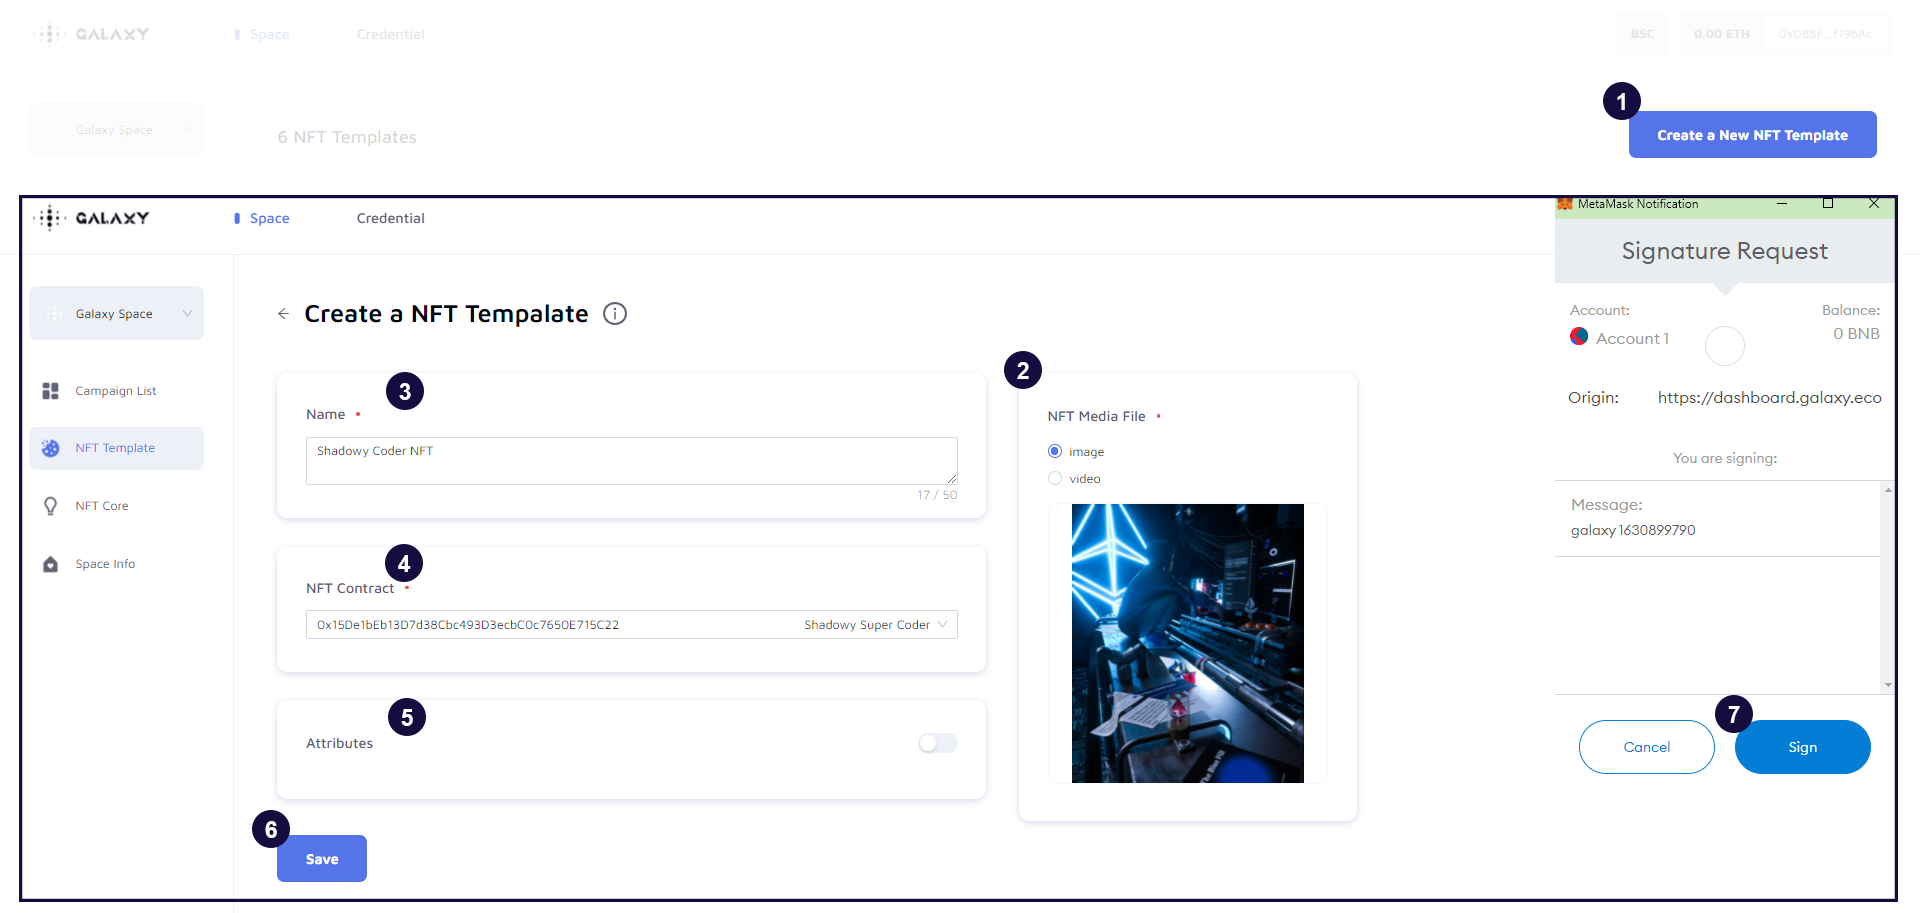 GALAXY
Space
Credential
BSC
0.00 ETH
0xD88F...f19bAc
1
Galaxy Space
6 NFT Templates
Create a New NFT Template
GALAXY
Space
Credential
MetaMask Notification
Signature Request
Galaxy Space
Create a NFT Tempalate
Account:
Balance:
Account 1
0 BNB
Campaign List
NFT Template
NFT Core
Space Info
3
Name
Shadowy Coder NFT
17 / 50
2
NFT Media File
image
video
Origin:
https://dashboard.galaxy.eco
You are signing:
Message:
galaxy 1630899790
4
NFT Contract
0x15De1bEb13D7d38Cbc493D3ecbC0c7650E715C22
Shadowy Super Coder
5
Attributes
The Blue Pill
7
Cancel
Sign
6
Save